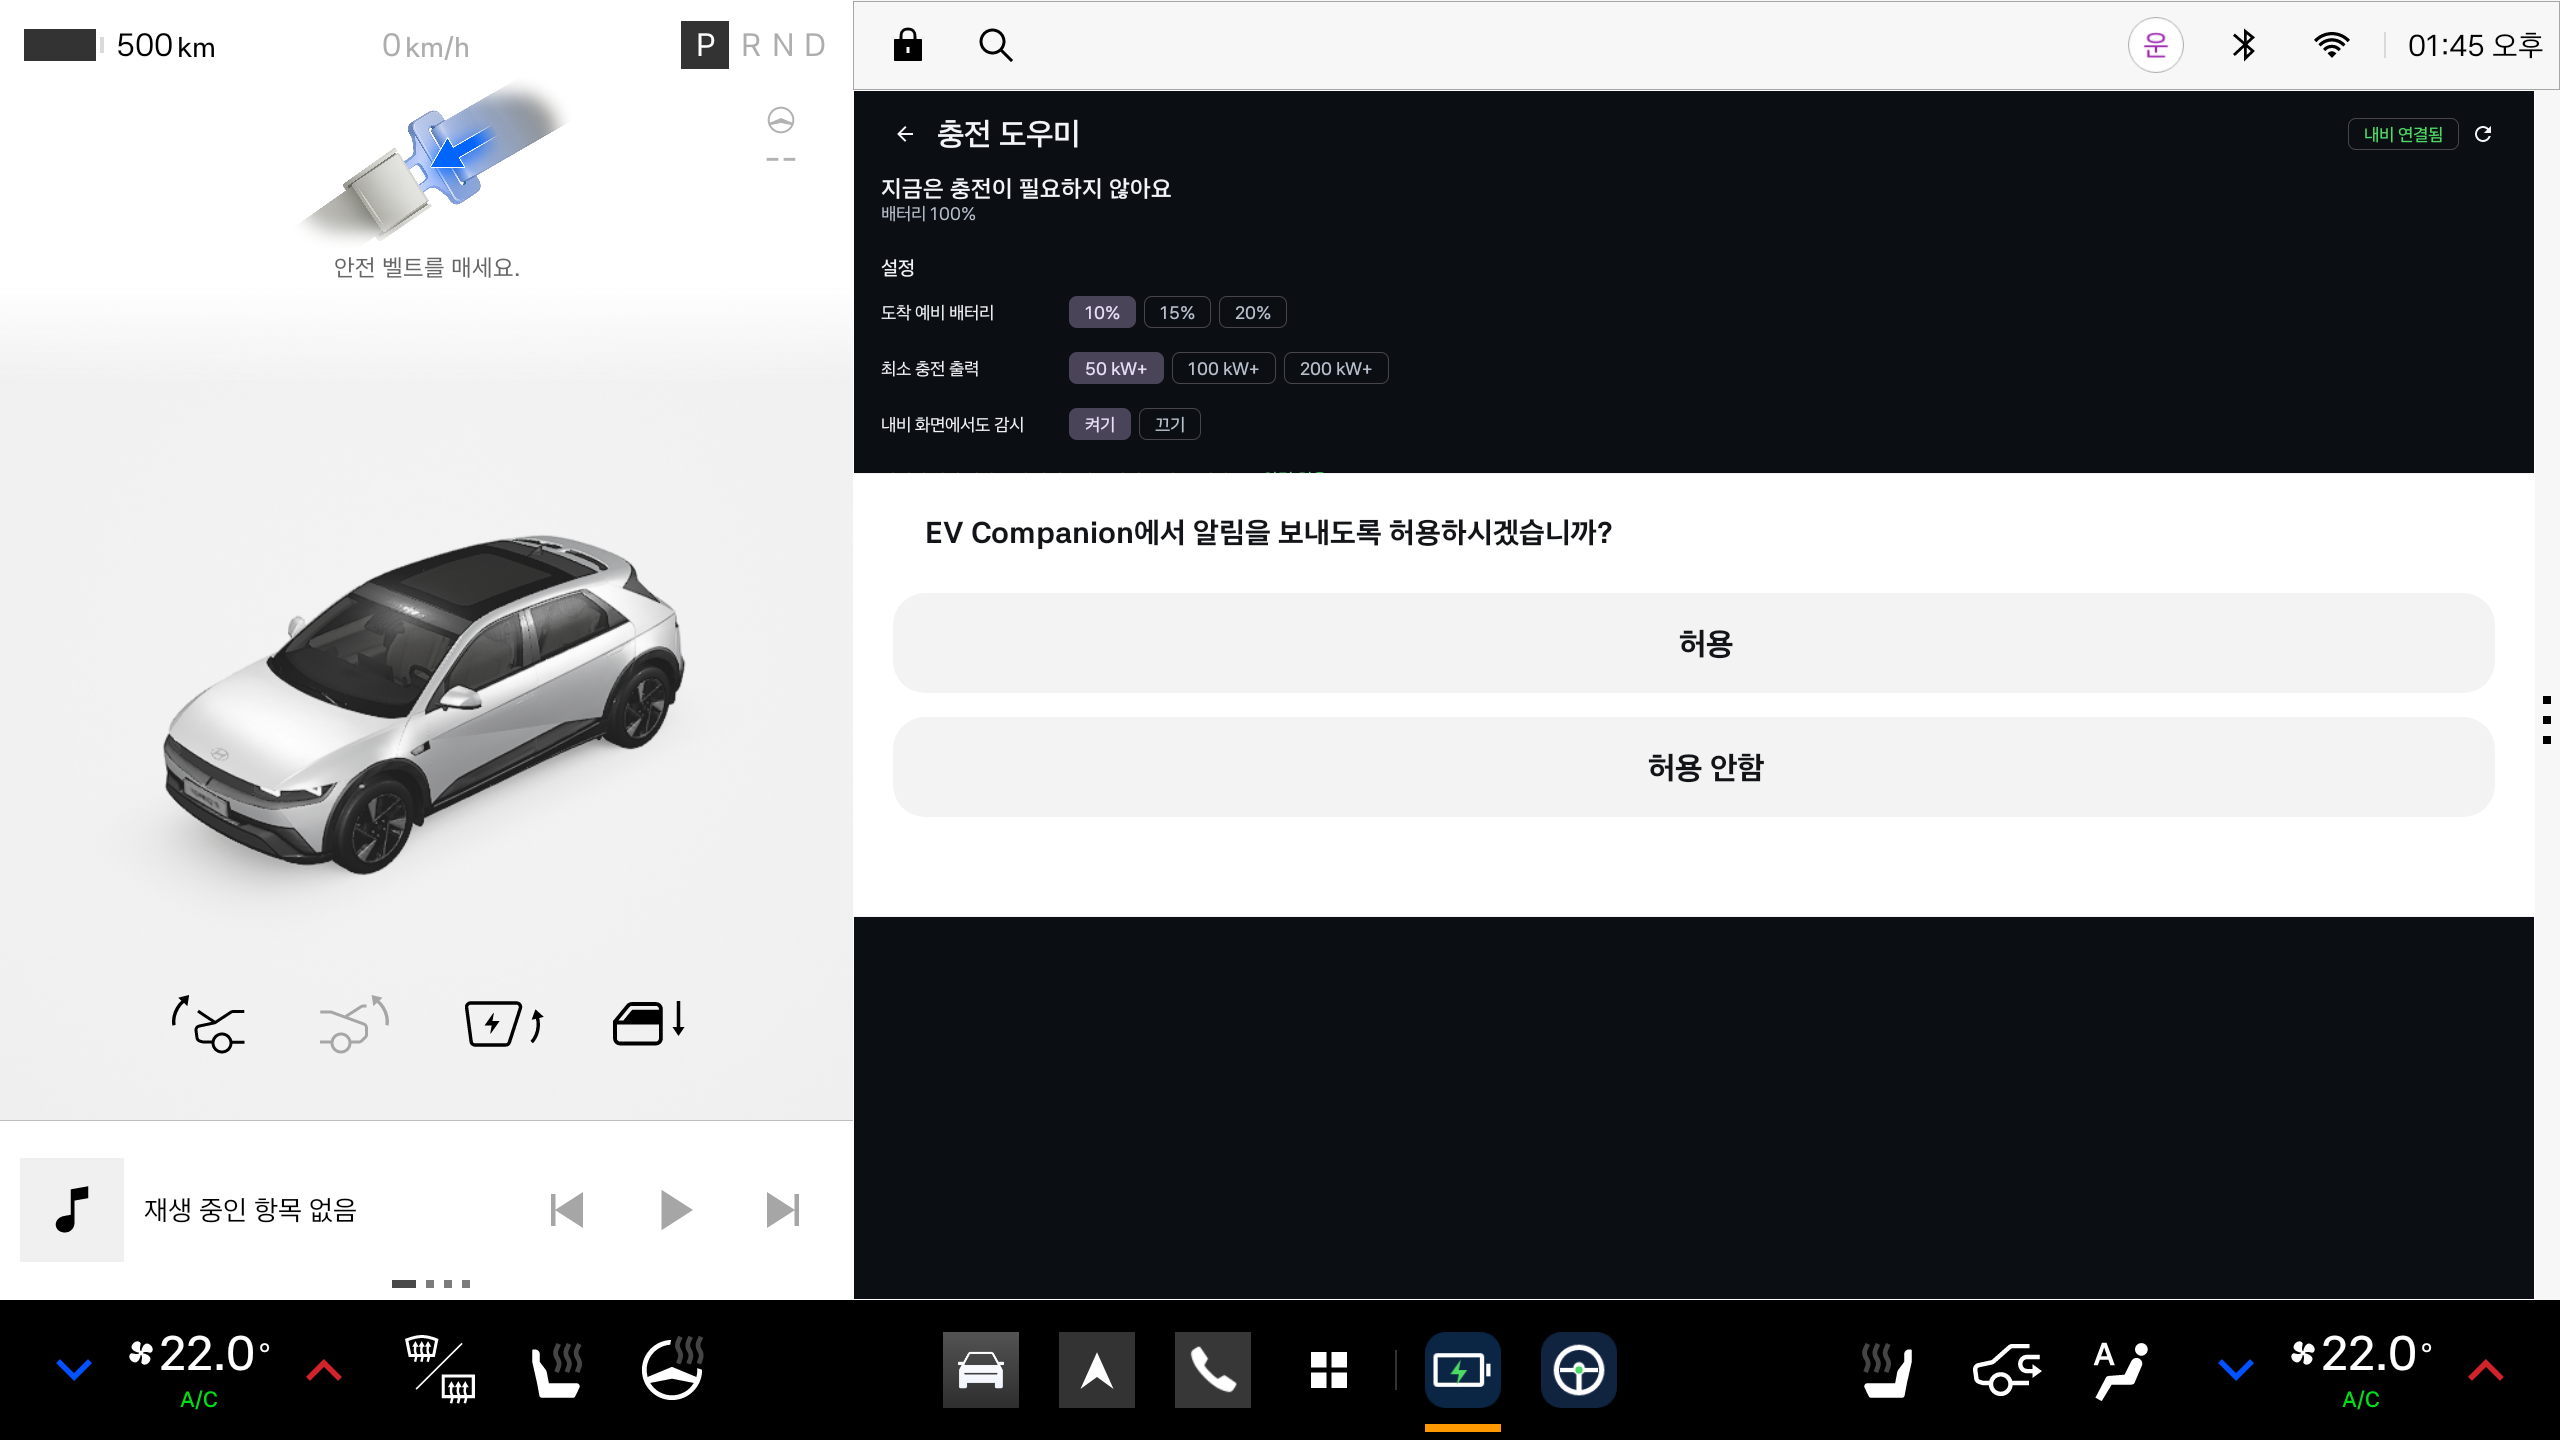 500 km
0 km/h
P R N D
01:45 오후
운
안전 벨트를 매세요.
충전 도우미
내비 연결됨
지금은 충전이 필요하지 않아요
배터리 100%
설정
도착 예비 배터리
10%
15%
20%
최소 충전 출력
50 kW+
100 kW+
200 kW+
내비 화면에서도 감시
켜기
끄기
EV Companion에서 알림을 보내도록 허용하시겠습니까?
허용
허용 안함
재생 중인 항목 없음
22.0°
A/C
A
22.0°
A/C